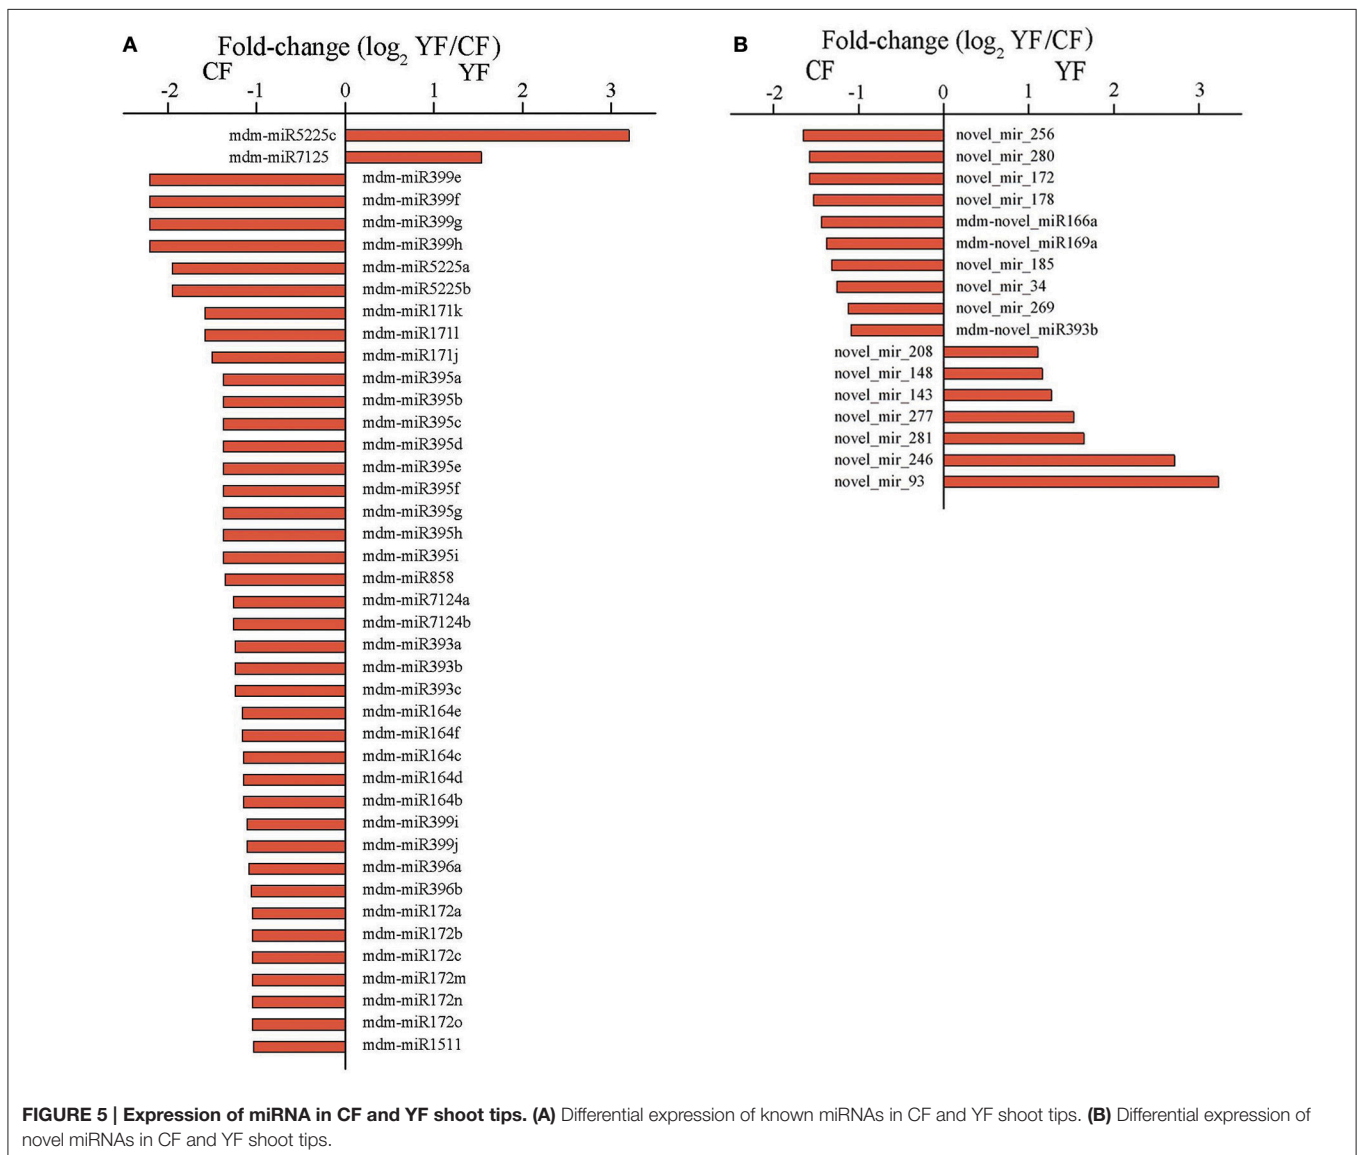 A
Fold-change (log2 YF/CF)
CF YF
-2 -1 0 1 2 3
mdm-miR5225c
mdm-miR7125
mdm-miR399e
mdm-miR399f
mdm-miR399g
mdm-miR399h
mdm-miR5225a
mdm-miR5225b
mdm-miR171k
mdm-miR171l
mdm-miR171j
mdm-miR395a
mdm-miR395b
mdm-miR395c
mdm-miR395d
mdm-miR395e
mdm-miR395f
mdm-miR395g
mdm-miR395h
mdm-miR395i
mdm-miR858
mdm-miR7124a
mdm-miR7124b
mdm-miR393a
mdm-miR393b
mdm-miR393c
mdm-miR164e
mdm-miR164f
mdm-miR164c
mdm-miR164d
mdm-miR164b
mdm-miR399i
mdm-miR399j
mdm-miR396a
mdm-miR396b
mdm-miR172a
mdm-miR172b
mdm-miR172c
mdm-miR172m
mdm-miR172n
mdm-miR172o
mdm-miR1511
B
Fold-change (log2 YF/CF)
CF YF
-2 -1 0 1 2 3
novel_mir_256
novel_mir_280
novel_mir_172
novel_mir_178
mdm-novel_miR166a
mdm-novel_miR169a
novel_mir_185
novel_mir_34
novel_mir_269
mdm-novel_miR393b
novel_mir_208
novel_mir_148
novel_mir_143
novel_mir_277
novel_mir_281
novel_mir_246
novel_mir_93
FIGURE 5 | Expression of miRNA in CF and YF shoot tips. (A) Differential expression of known miRNAs in CF and YF shoot tips. (B) Differential expression of
novel miRNAs in CF and YF shoot tips.